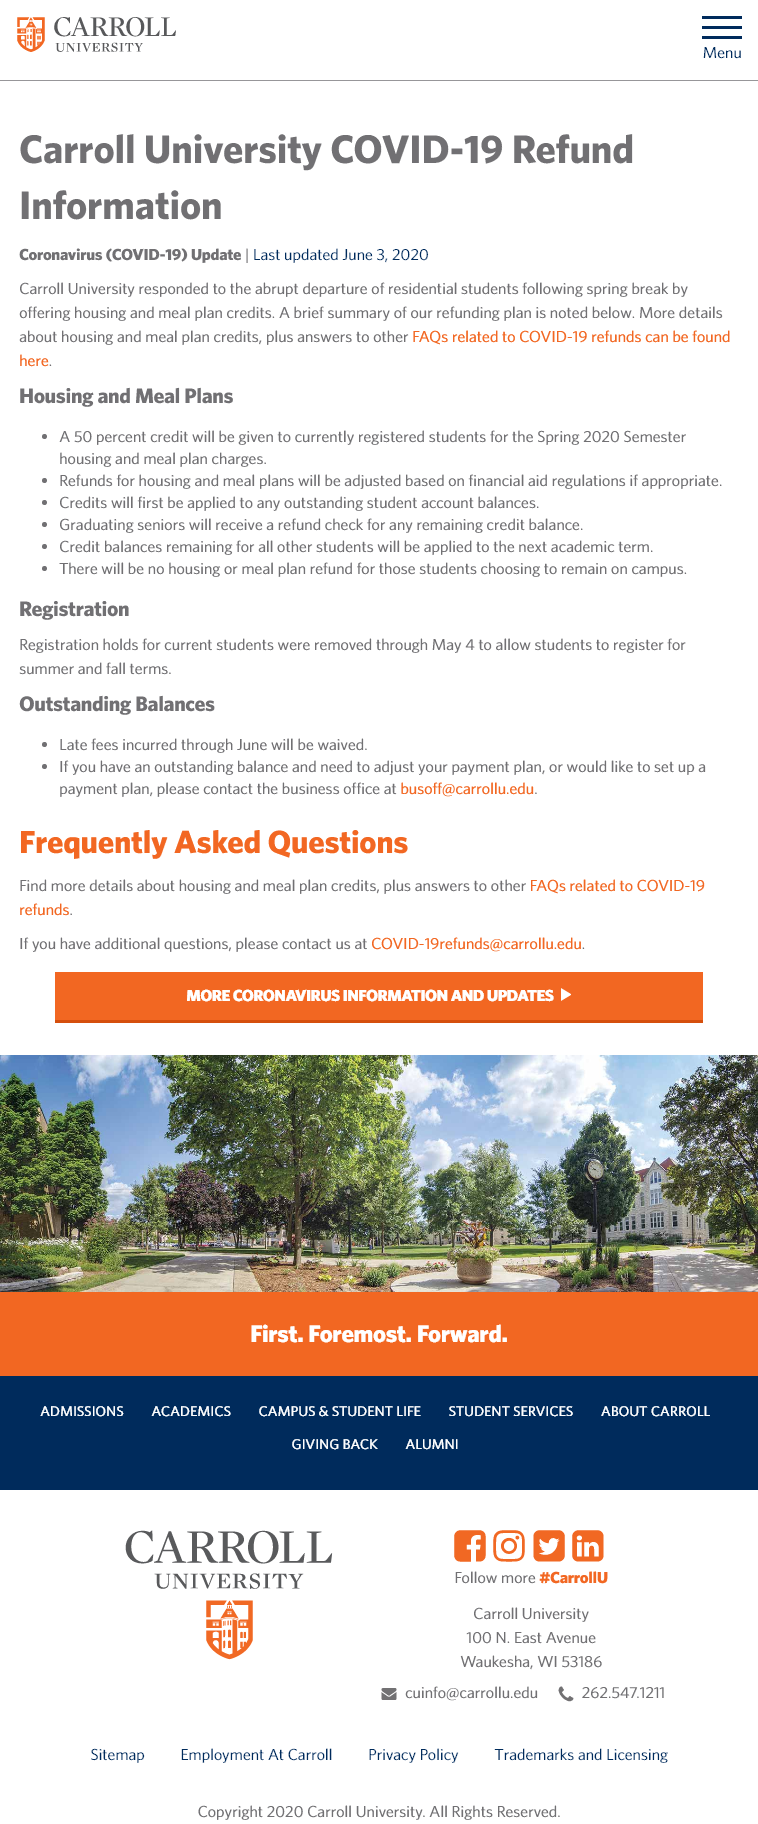 CARROLL
UNIVERSITY
Menu
Carroll University COVID-19 Refund
Information
Coronavirus (COVID-19) Update | Last updated June 3, 2020
Carroll University responded to the abrupt departure of residential students following spring break by
offering housing and meal plan credits. A brief summary of our refunding plan is noted below. More details
about housing and meal plan credits, plus answers to other FAQs related to COVID-19 refunds can be found
here.
Housing and Meal Plans
• A 50 percent credit will be given to currently registered students for the Spring 2020 Semester
housing and meal plan charges.
• Refunds for housing and meal plans will be adjusted based on financial aid regulations if appropriate.
• Credits will first be applied to any outstanding student account balances.
• Graduating seniors will receive a refund check for any remaining credit balance.
• Credit balances remaining for all other students will be applied to the next academic term.
• There will be no housing or meal plan refund for those students choosing to remain on campus.
Registration
Registration holds for current students were removed through May 4 to allow students to register for
summer and fall terms.
Outstanding Balances
• Late fees incurred through June will be waived.
• If you have an outstanding balance and need to adjust your payment plan, or would like to set up a
payment plan, please contact the business office at busoff@carrollu.edu.
Frequently Asked Questions
Find more details about housing and meal plan credits, plus answers to other FAQs related to COVID-19
refunds.
If you have additional questions, please contact us at COVID-19refunds@carrollu.edu.
MORE CORONAVIRUS INFORMATION AND UPDATES
First. Foremost. Forward.
ADMISSIONS ACADEMICS CAMPUS & STUDENT LIFE STUDENT SERVICES ABOUT CARROLL
GIVING BACK ALUMNI
CARROLL
UNIVERSITY
Follow more #CarrollU
Carroll University
100 N. East Avenue
Waukesha, WI 53186
cuinfo@carrollu.edu 262.547.1211
Sitemap Employment At Carroll Privacy Policy Trademarks and Licensing
Copyright 2020 Carroll University. All Rights Reserved.